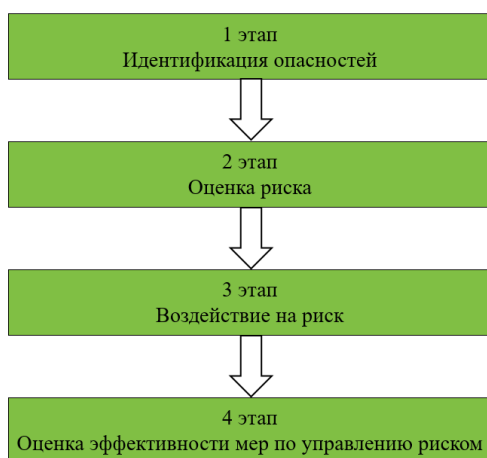 1 этап
Идентификация опасностей
2 этап
Оценка риска
3 этап
Воздействие на риск
4 этап
Оценка эффективности мер по управлению риском